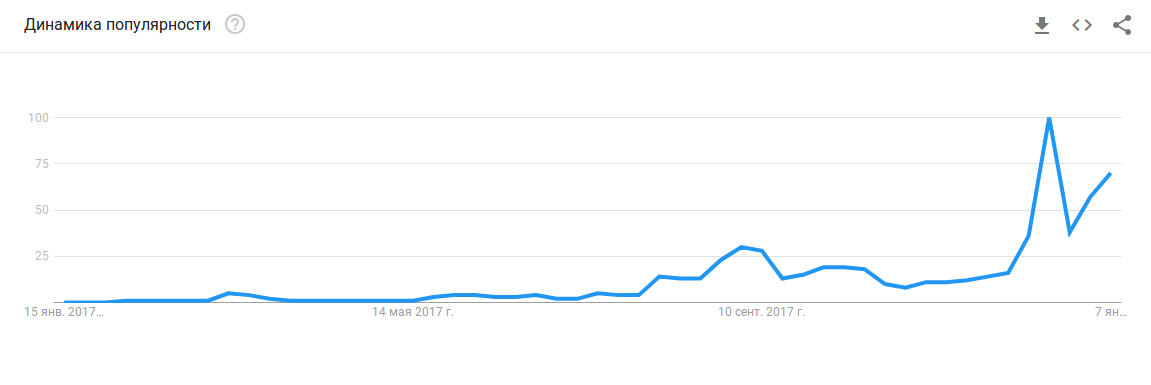 Динамика популярности
100
75
50
25
15 янв. 2017…
14 мая 2017 г.
10 сент. 2017 г.
7 ян…